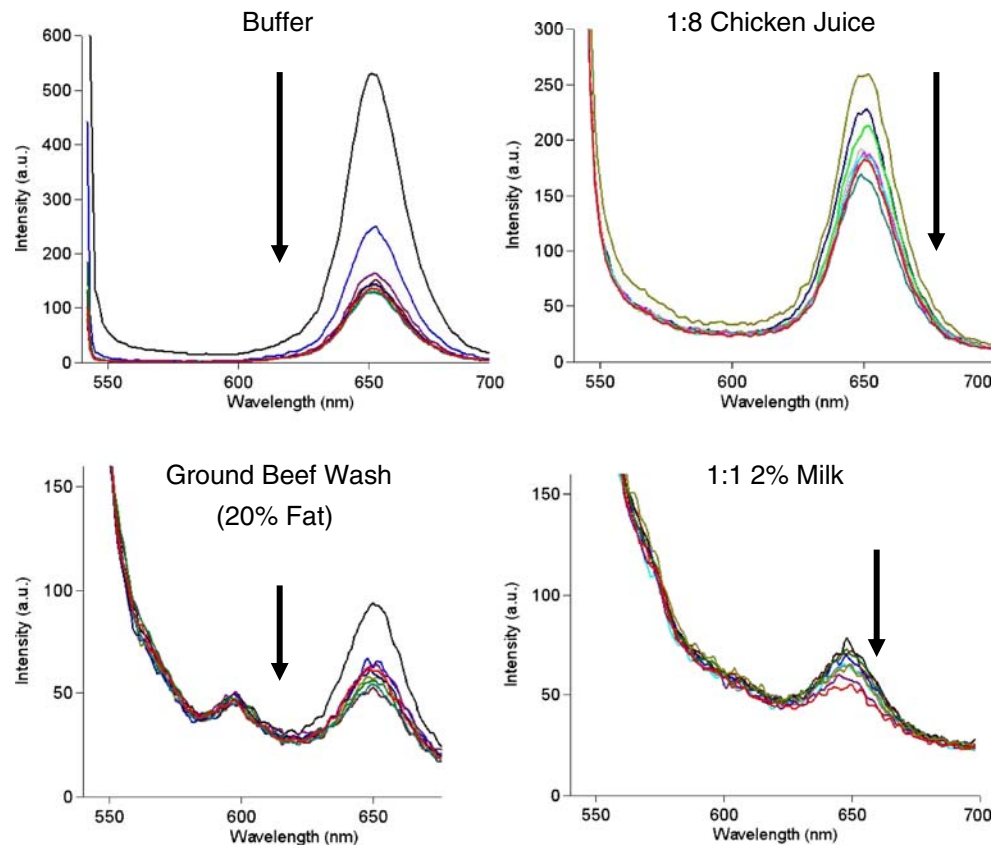 Buffer
600
500
400
300
200
100
0
Intensity (a.u.)
550 600 650 700
Wavelength (nm)
1:8 Chicken Juice
300
250
200
150
100
50
0
Intensity (a.u.)
550 600 650 700
Wavelength (nm)
Ground Beef Wash
(20% Fat)
150
100
50
0
Intensity (a.u.)
550 600 650
Wavelength (nm)
1:1 2% Milk
150
100
50
0
Intensity (a.u.)
550 600 650 700
Wavelength (nm)